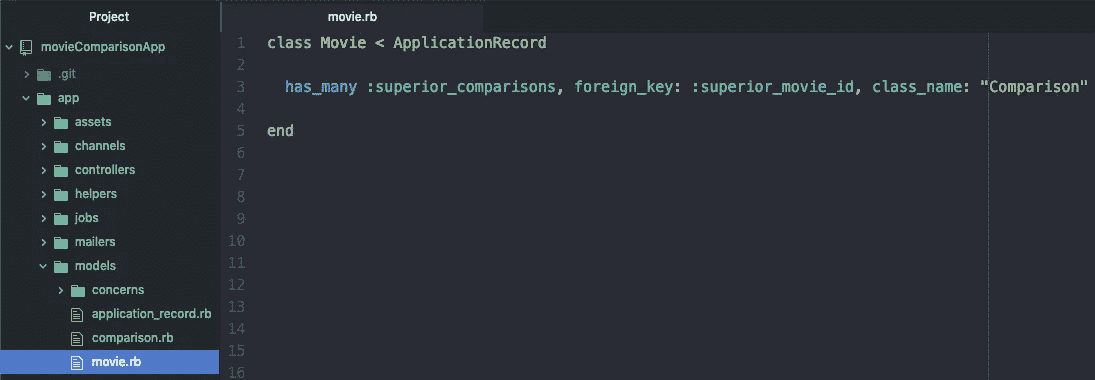 Project
movieComparisonApp
.git
app
assets
channels
controllers
helpers
jobs
mailers
models
concerns
application_record.rb
comparison.rb
movie.rb
movie.rb
1 class Movie < ApplicationRecord
2
3 has_many :superior_comparisons, foreign_key: :superior_movie_id, class_name: "Comparison"
4
5 end
6
7
8
9
10
11
12
13
14
15
16